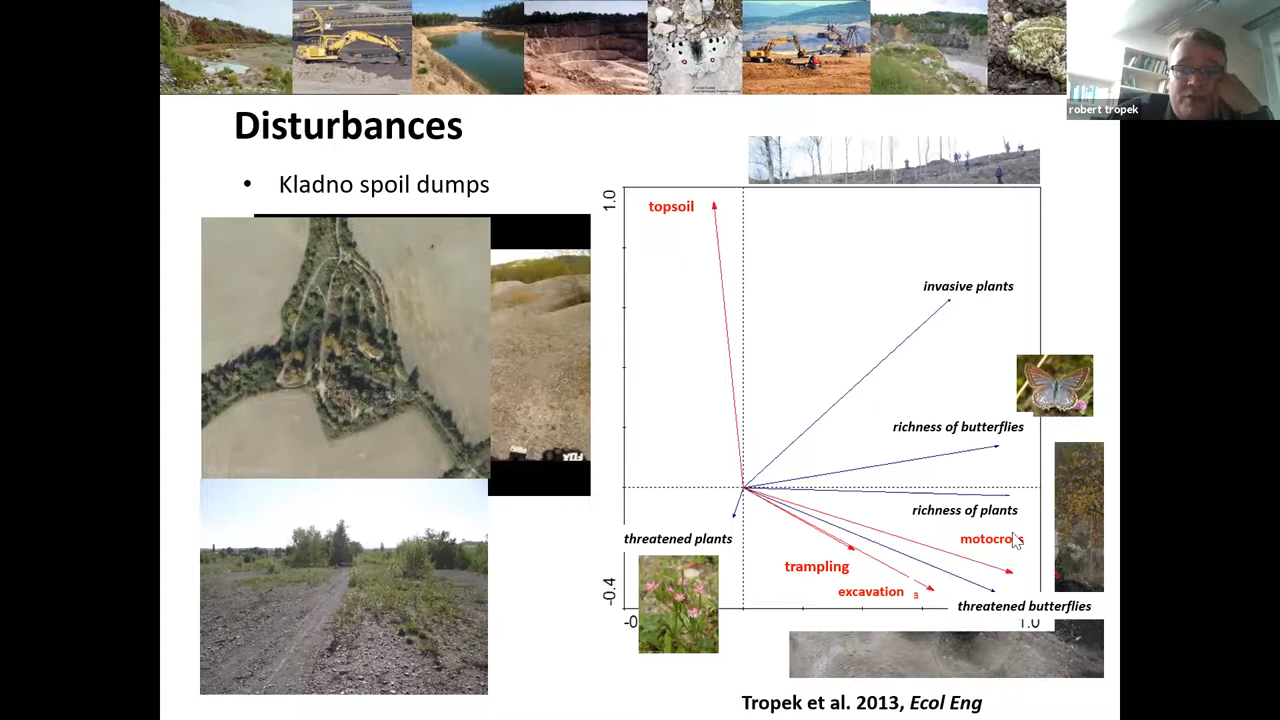 robert tropek
Disturbances
• Kladno spoil dumps
1.0
topsoil
invasive plants
richness of butterflies
richness of plants
threatened plants
trampling
excavation
threatened butterflies
-0.4
1.0
Tropek et al. 2013, Ecol Eng